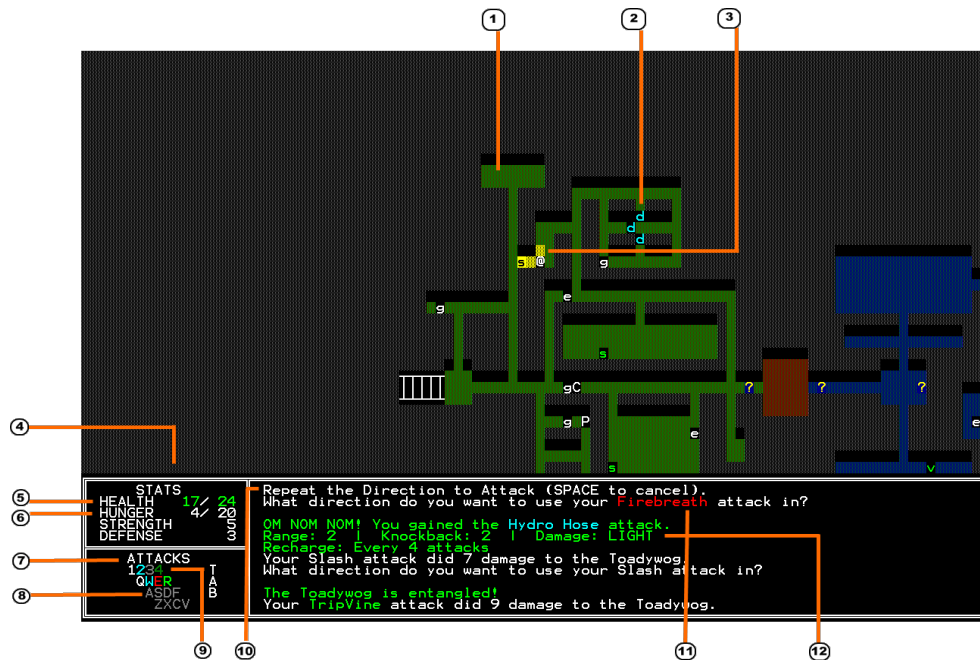 1 2 3
d
d
s @ d
g
e
g
s
gC ? ? ?
g P
e e
4
s v
STATS
5 HEALTH 17/ 24
6 HUNGER 4/ 20
STRENGTH 5
DEFENSE 3
7 ATTACKS
1234 T
QWER A
8 ASDF B
ZXCV
Repeat the Direction to Attack (SPACE to cancel).
What direction do you want to use your Firebreath attack in?
OM NOM NOM! You gained the Hydro Hose attack.
Range: 2 | Knockback: 2 | Damage: LIGHT
Recharge: Every 4 attacks
Your Slash attack did 7 damage to the Toadywog.
What direction do you want to use your Slash attack in?
The Toadywog is entangled!
Your TripVine attack did 9 damage to the Toadywog.
9 10 11 12